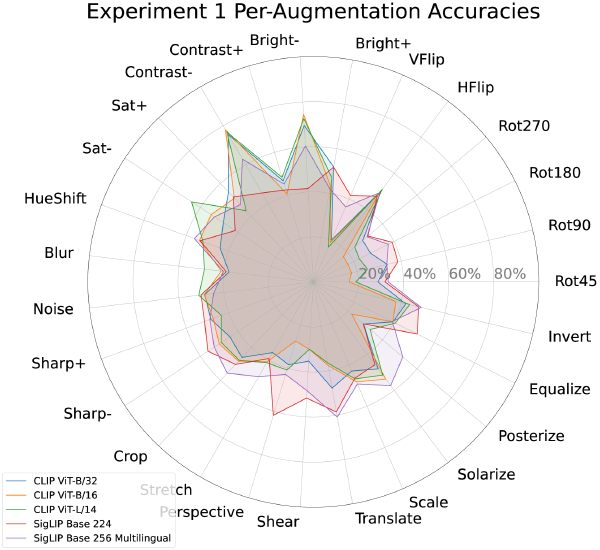 Experiment 1 Per-Augmentation Accuracies
Bright-
Bright+
Contrast+
VFlip
Contrast-
HFlip
Sat+
Rot270
Sat-
Rot180
HueShift
Rot90
Blur
20% 40% 60% 80%
Rot45
Noise
Invert
Sharp+
Equalize
Sharp-
Posterize
Crop
Solarize
Stretch
Scale
Perspective
Translate
Shear
CLIP ViT-B/32
CLIP ViT-B/16
CLIP ViT-L/14
SigLIP Base 224
SigLIP Base 256 Multilingual